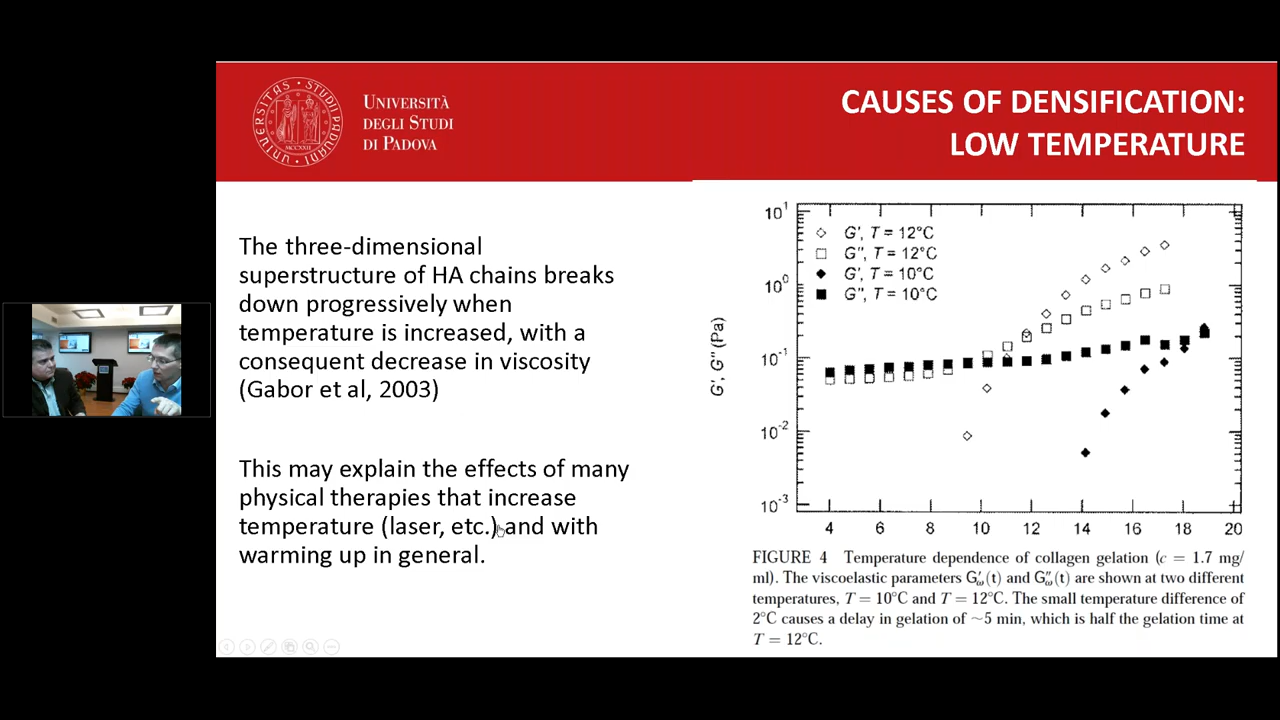 UNIVERSITÀ
DEGLI STUDI
DI PADOVA
CAUSES OF DENSIFICATION:
LOW TEMPERATURE
The three-dimensional
superstructure of HA chains breaks
down progressively when
temperature is increased, with a
consequent decrease in viscosity
(Gabor et al, 2003)
This may explain the effects of many
physical therapies that increase
temperature (laser, etc.) and with
warming up in general.
G', T = 12°C
G", T = 12°C
G', T = 10°C
G", T = 10°C
10¹
10⁰
10⁻¹
10⁻²
10⁻³
G', G" (Pa)
4 6 8 10 12 14 16 18 20
FIGURE 4 Temperature dependence of collagen gelation (c = 1.7 mg/
ml). The viscoelastic parameters G′ω(t) and G″ω(t) are shown at two different
temperatures, T = 10°C and T = 12°C. The small temperature difference of
2°C causes a delay in gelation of ~5 min, which is half the gelation time at
T = 12°C.
UNIVERSITAS STUDII PADUANI
MCCXXII